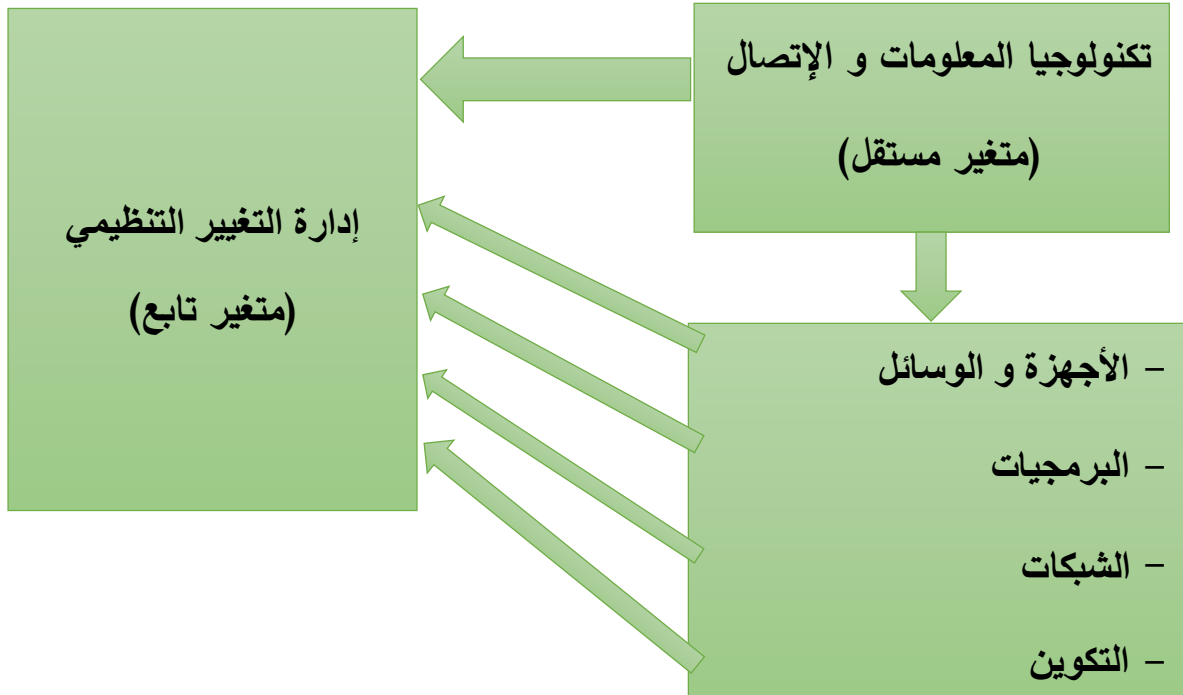 تكنولوجيا المعلومات و الإتصال
(متغير مستقل)
إدارة التغيير التنظيمي
(متغير تابع)
- الأجهزة و الوسائل
- البرمجيات
- الشبكات
- التكوين